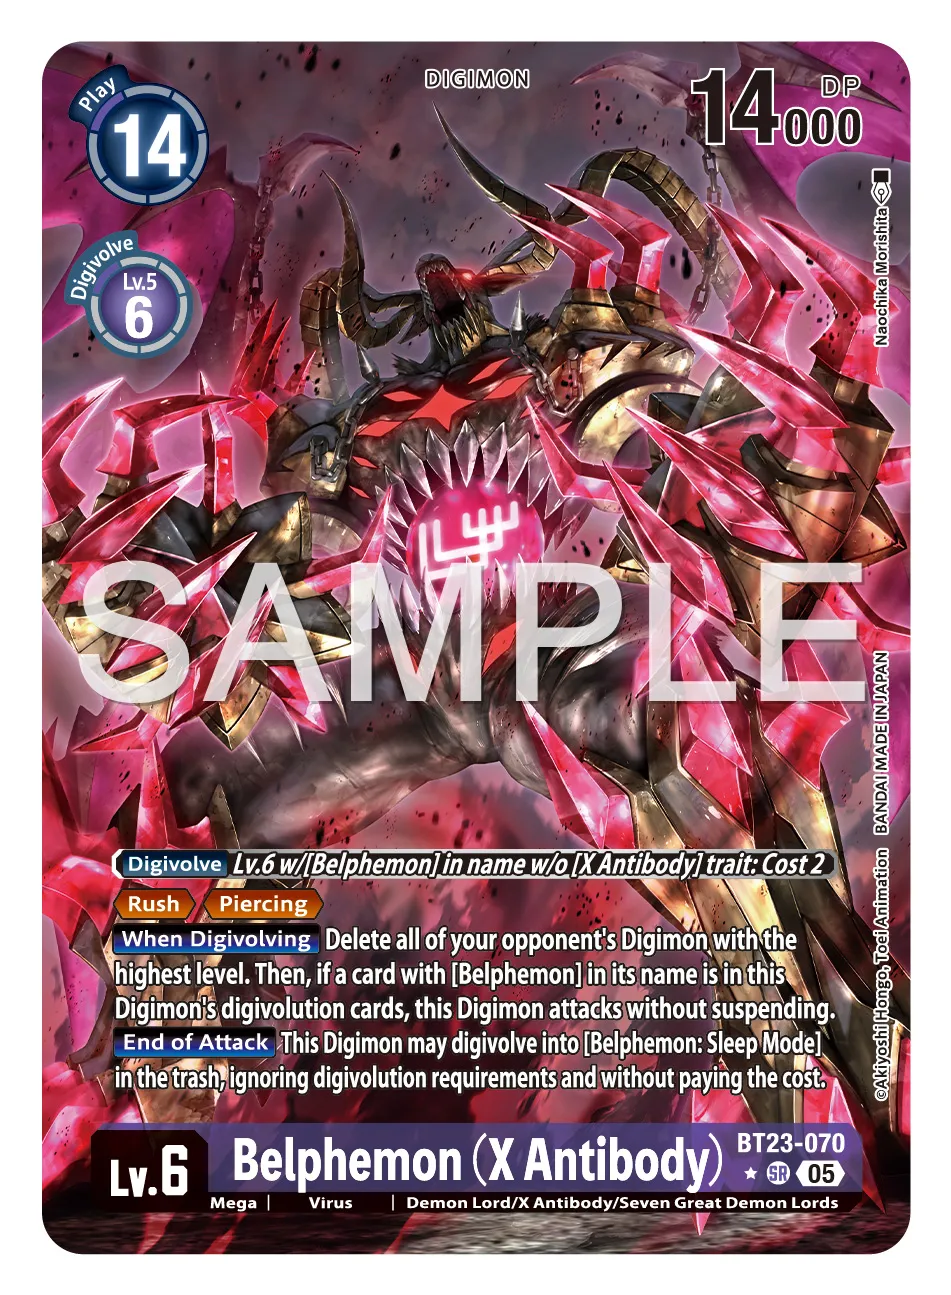 DIGIMON
Play
14
14000 DP
Digivolve
Lv.5
6
Naochika Morishita
SAMPLE
BANDAI MADE IN JAPAN
©Akiyoshi Hongo, Toei Animation
Digivolve Lv.6 w/[Belphemon] in name w/o [X Antibody] trait: Cost 2
Rush Piercing
When Digivolving Delete all of your opponent's Digimon with the
highest level. Then, if a card with [Belphemon] in its name is in this
Digimon's digivolution cards, this Digimon attacks without suspending.
End of Attack This Digimon may digivolve into [Belphemon: Sleep Mode]
in the trash, ignoring digivolution requirements and without paying the cost.
Lv.6
Belphemon (X Antibody)
BT23-070
SR 05
Mega | Virus | Demon Lord/X Antibody/Seven Great Demon Lords